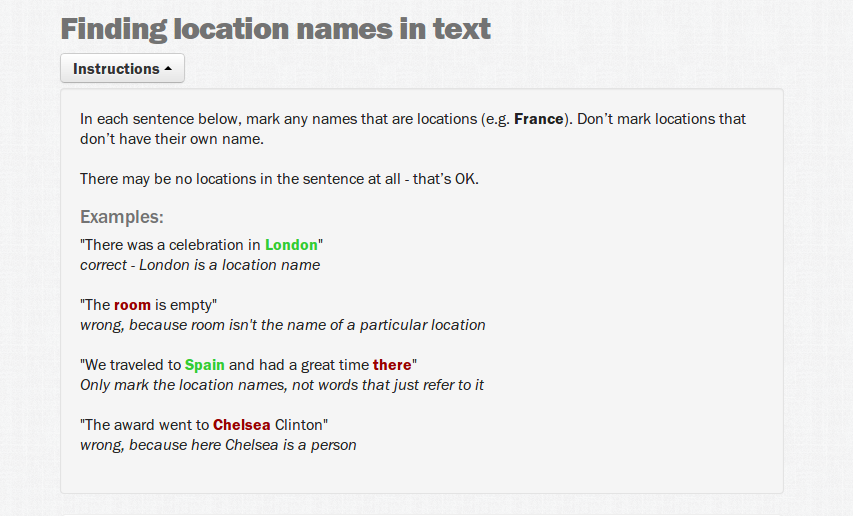 Finding location names in text
Instructions
In each sentence below, mark any names that are locations (e.g. France). Don’t mark locations that
don’t have their own name.
There may be no locations in the sentence at all - that’s OK.
Examples:
"There was a celebration in London"
correct - London is a location name
"The room is empty"
wrong, because room isn't the name of a particular location
"We traveled to Spain and had a great time there"
Only mark the location names, not words that just refer to it
"The award went to Chelsea Clinton"
wrong, because here Chelsea is a person